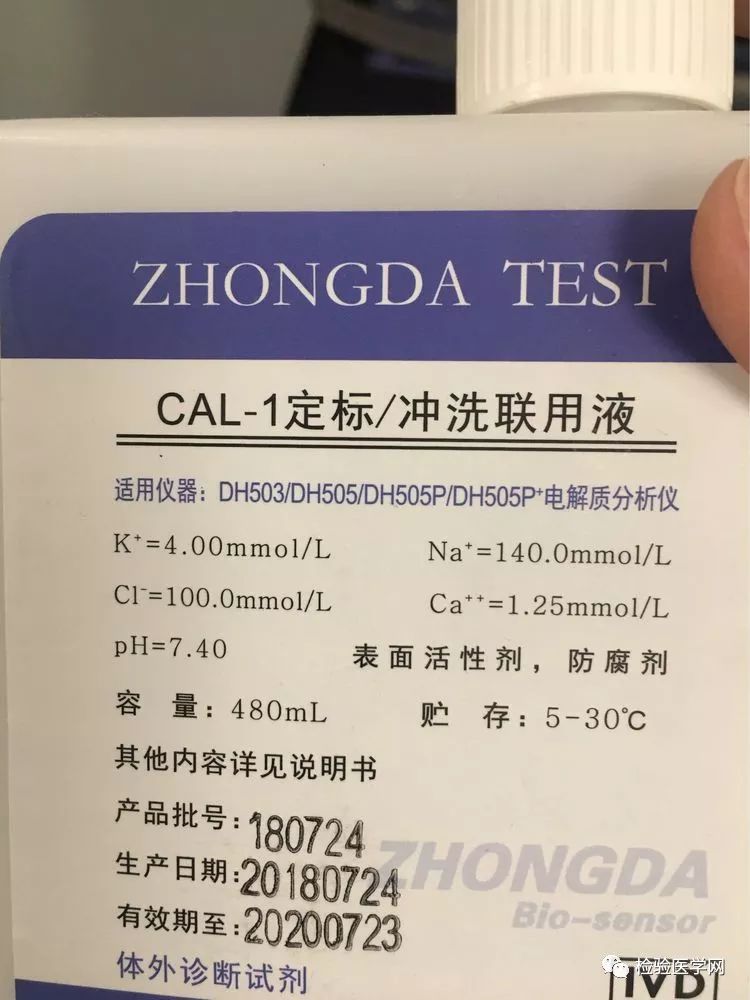 ZHONGDA TEST
CAL-1定标/冲洗联用液
适用仪器：DH503/DH505/DH505P/DH505P⁺电解质分析仪
K⁺=4.00mmol/L Na⁺=140.0mmol/L
Cl⁻=100.0mmol/L Ca⁺⁺=1.25mmol/L
pH=7.40 表面活性剂，防腐剂
容 量：480mL 贮 存：5-30℃
其他内容详见说明书
产品批号：180724
生产日期：20180724
有效期至：20200723
ZHONGDA
Bio-sensor
体外诊断试剂
IVD
检验医学网